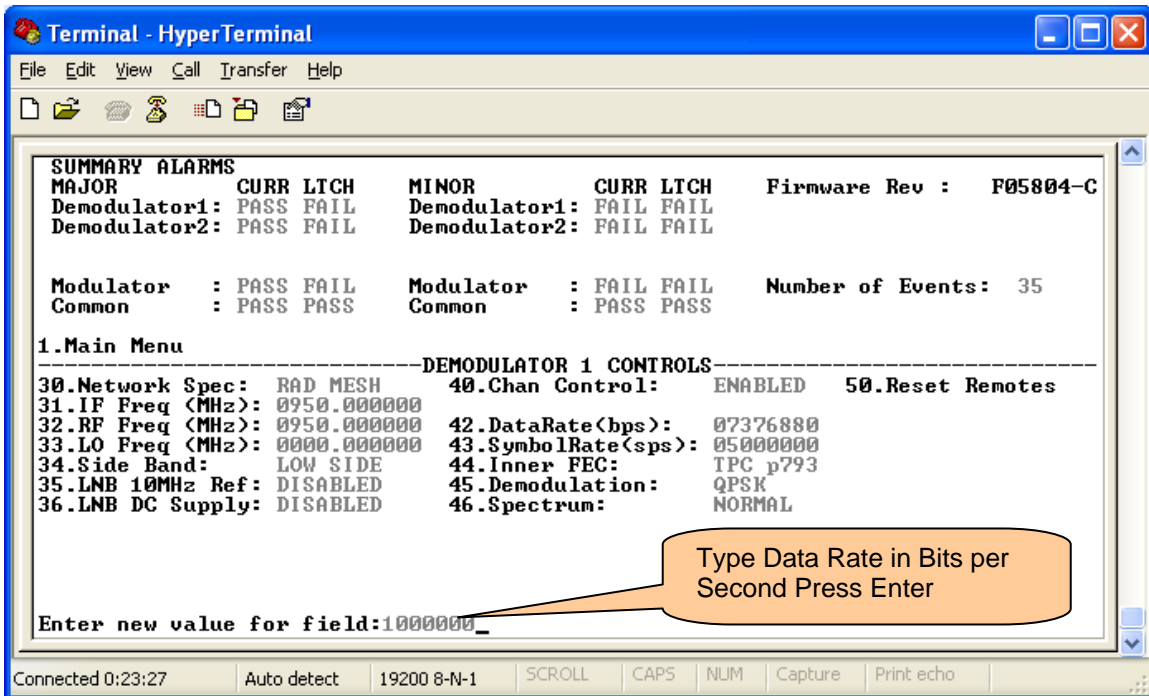 Terminal - HyperTerminal
File Edit View Call Transfer Help
SUMMARY ALARMS
MAJOR CURR LTCH MINOR CURR LTCH Firmware Rev : F05804-C
Demodulator1: PASS FAIL Demodulator1: FAIL FAIL
Demodulator2: PASS FAIL Demodulator2: FAIL FAIL
Modulator : PASS FAIL Modulator : FAIL FAIL Number of Events: 35
Common : PASS PASS Common : PASS PASS
1.Main Menu
--------------------------------DEMODULATOR 1 CONTROLS--------------------------------
30.Network Spec: RAD MESH 40.Chan Control: ENABLED 50.Reset Remotes
31.IF Freq (MHz): 0950.000000
32.RF Freq (MHz): 0950.000000 42.DataRate(bps): 07376880
33.LO Freq (MHz): 0000.000000 43.SymbolRate(sps): 05000000
34.Side Band: LOW SIDE 44.Inner FEC: TPC p793
35.LNB 10MHz Ref: DISABLED 45.Demodulation: QPSK
36.LNB DC Supply: DISABLED 46.Spectrum: NORMAL
Type Data Rate in Bits per
Second Press Enter
Enter new value for field:1000000_
Connected 0:23:27 Auto detect 19200 8-N-1 SCROLL CAPS NUM Capture Print echo